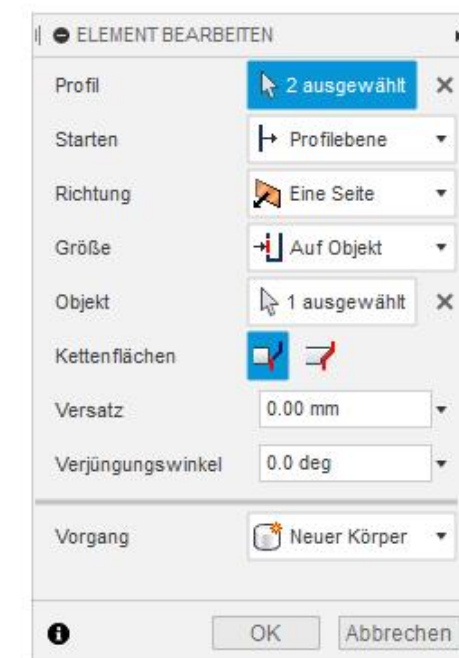 ELEMENT BEARBEITEN
Profil 2 ausgewählt
Starten Profilebene
Richtung Eine Seite
Größe Auf Objekt
Objekt 1 ausgewählt
Kettenflächen
Versatz 0.00 mm
Verjüngungswinkel 0.0 deg
Vorgang Neuer Körper
OK Abbrechen